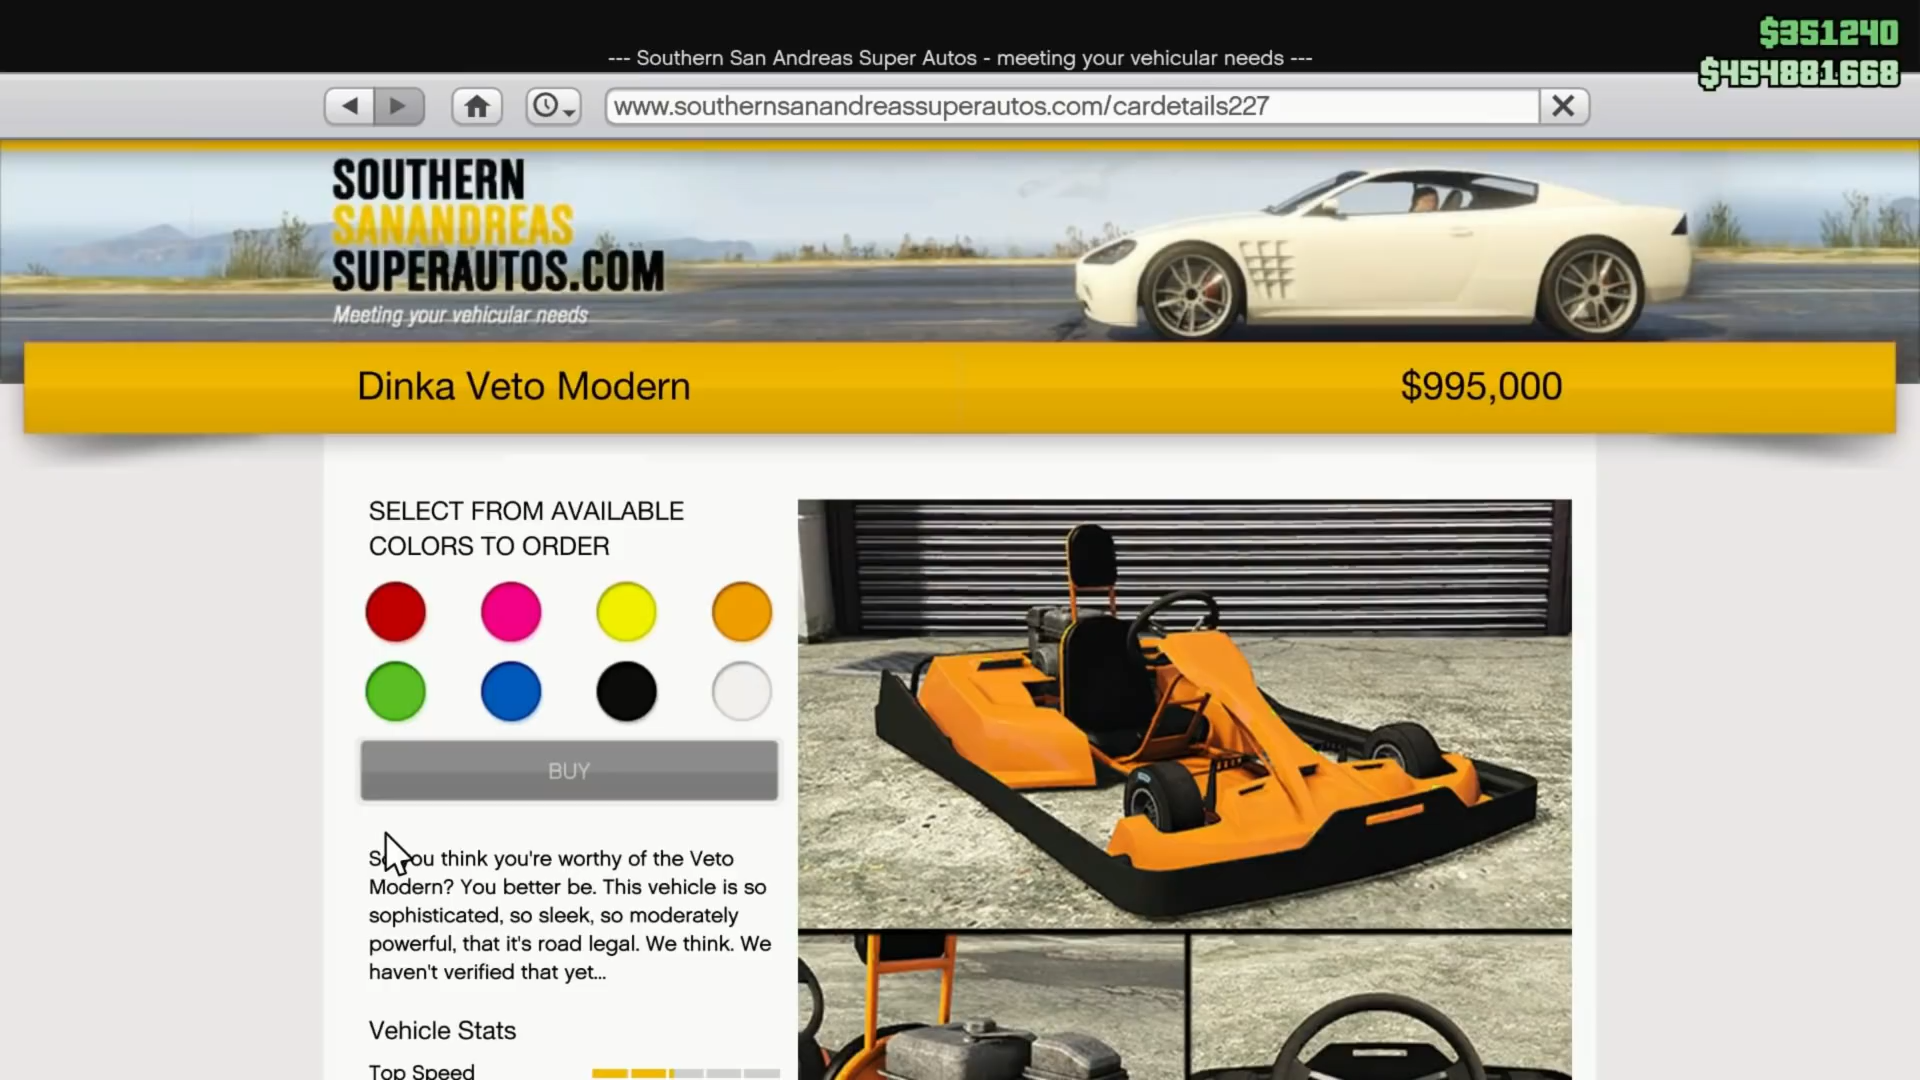 $351240
--- Southern San Andreas Super Autos - meeting your vehicular needs ---
$454881668
www.southernsanandreassuperautos.com/cardetails227
SOUTHERN
SANANDREAS
SUPERAUTOS.COM
Meeting your vehicular needs
Dinka Veto Modern
$995,000
SELECT FROM AVAILABLE
COLORS TO ORDER
BUY
So you think you're worthy of the Veto
Modern? You better be. This vehicle is so
sophisticated, so sleek, so moderately
powerful, that it's road legal. We think. We
haven't verified that yet...
Vehicle Stats
Top Speed